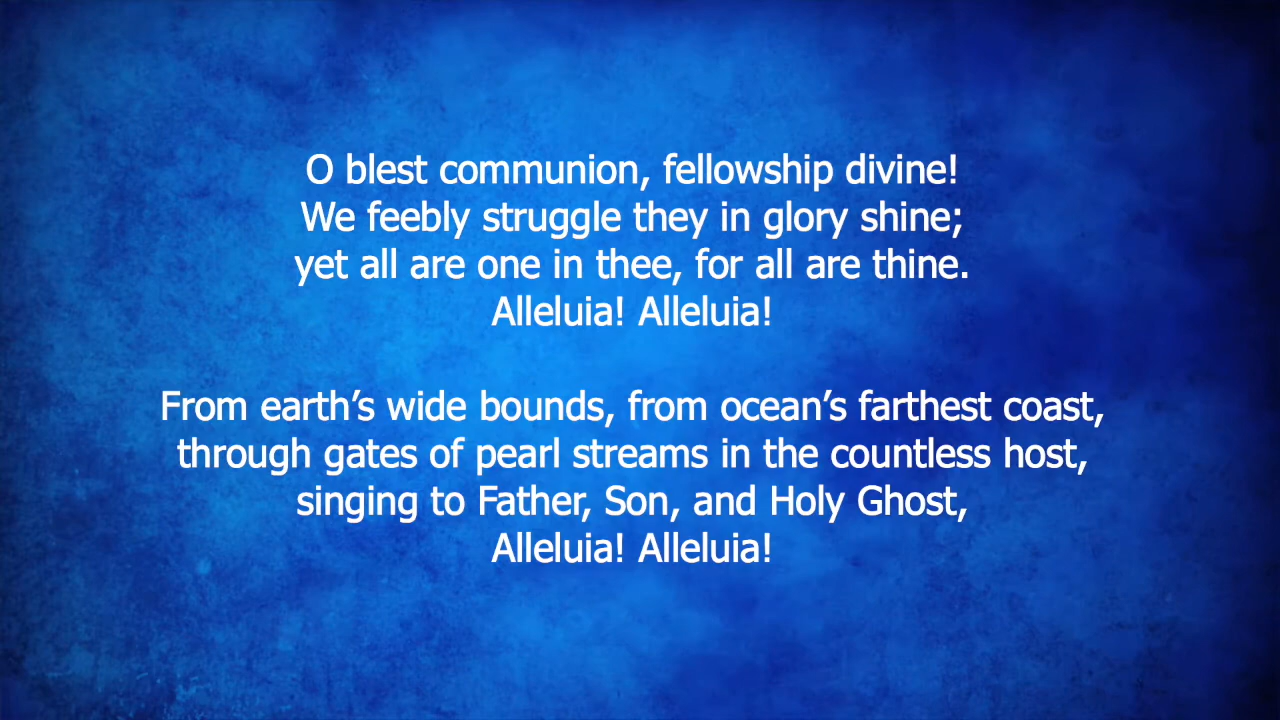 O blest communion, fellowship divine!
We feebly struggle they in glory shine;
yet all are one in thee, for all are thine.
Alleluia! Alleluia!
From earth’s wide bounds, from ocean’s farthest coast,
through gates of pearl streams in the countless host,
singing to Father, Son, and Holy Ghost,
Alleluia! Alleluia!